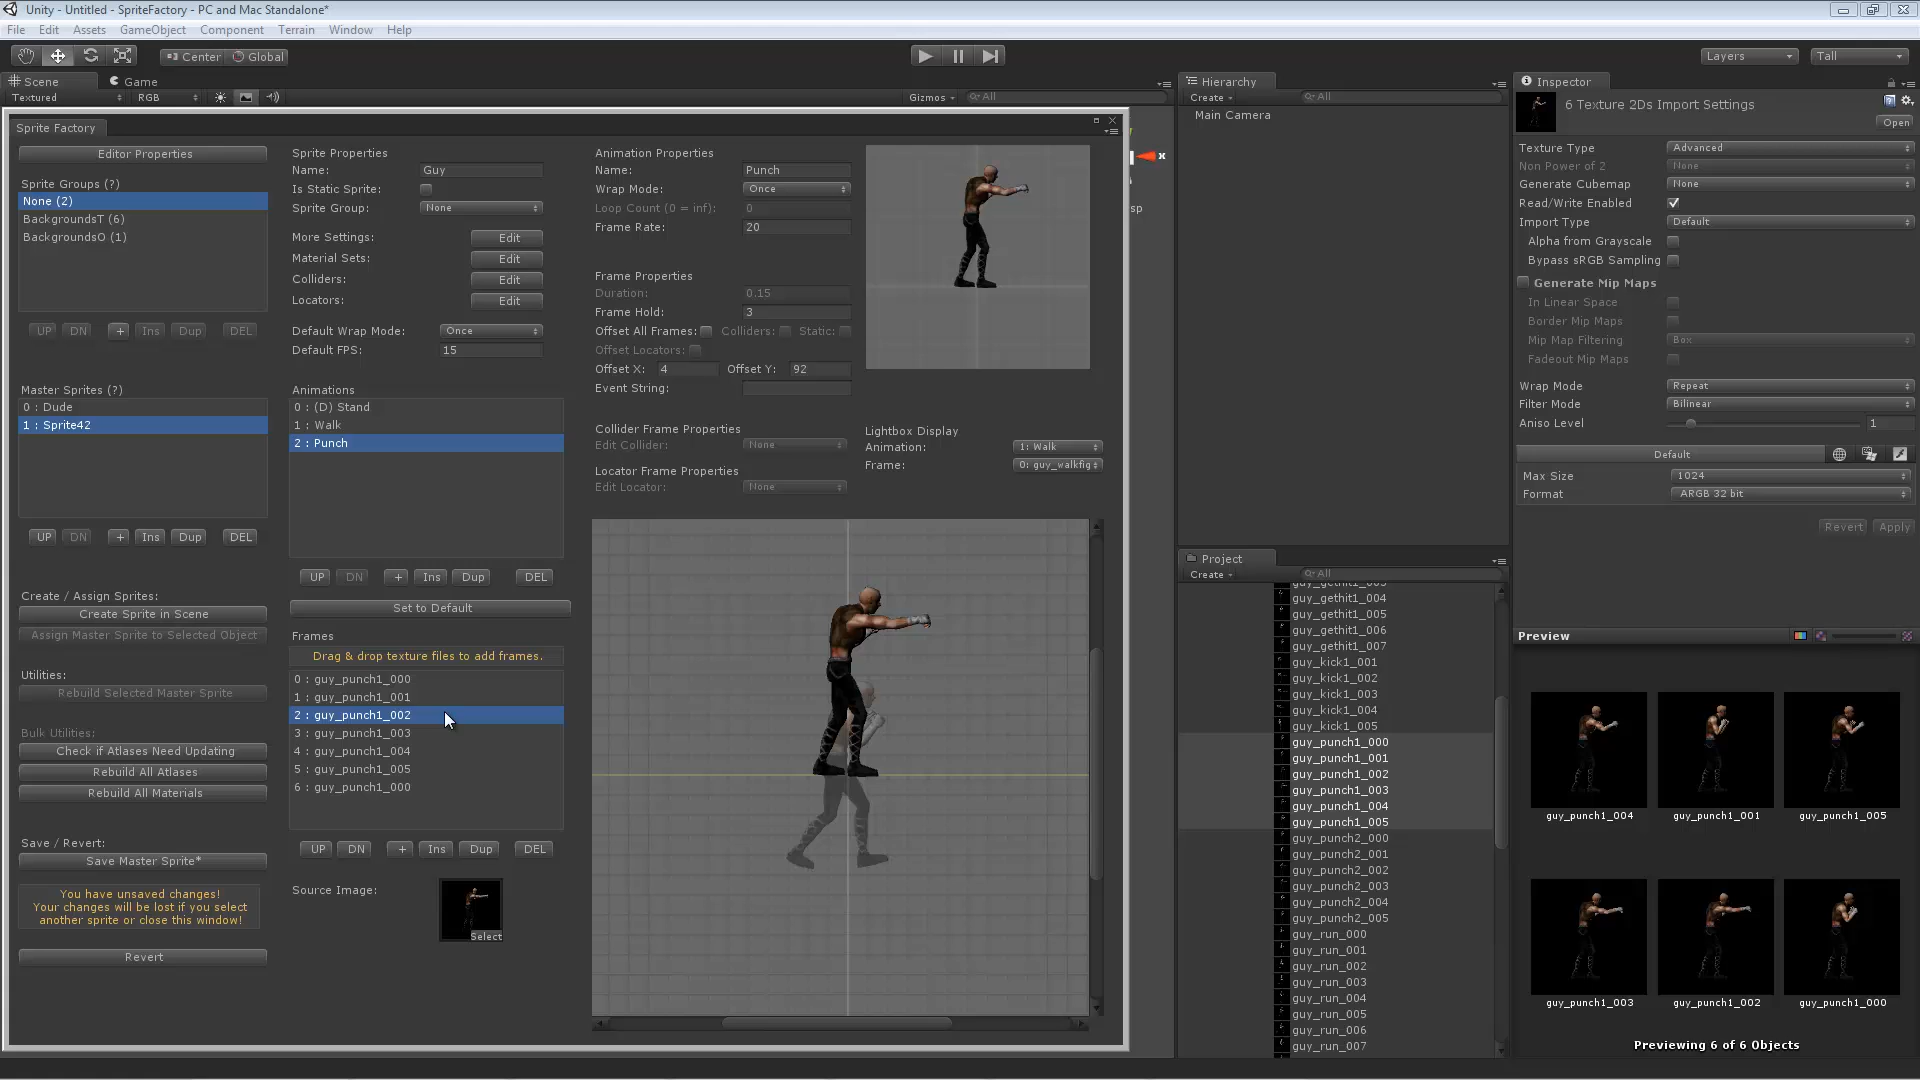 Unity - Untitled - SpriteFactory - PC and Mac Standalone*
File Edit Assets GameObject Component Terrain Window Help
Center Global
Layers Tall
Scene Game
Textured RGB Gizmos All
Sprite Factory
Editor Properties
Sprite Groups (?)
None (2)
BackgroundsT (6)
BackgroundsO (1)
UP DN + Ins Dup DEL
Master Sprites (?)
0 : Dude
1 : Sprite42
UP DN + Ins Dup DEL
Create / Assign Sprites:
Create Sprite in Scene
Assign Master Sprite to Selected Object
Utilities:
Rebuild Selected Master Sprite
Bulk Utilities:
Check if Atlases Need Updating
Rebuild All Atlases
Rebuild All Materials
Save / Revert:
Save Master Sprite*
You have unsaved changes!
Your changes will be lost if you select
another sprite or close this window!
Revert
Sprite Properties
Name: Guy
Is Static Sprite:
Sprite Group: None
More Settings: Edit
Material Sets: Edit
Colliders: Edit
Locators: Edit
Default Wrap Mode: Once
Default FPS: 15
Animations
0 : (D) Stand
1 : Walk
2 : Punch
UP DN + Ins Dup DEL
Set to Default
Frames
Drag & drop texture files to add frames.
0 : guy_punch1_000
1 : guy_punch1_001
2 : guy_punch1_002
3 : guy_punch1_003
4 : guy_punch1_004
5 : guy_punch1_005
6 : guy_punch1_000
UP DN + Ins Dup DEL
Source Image:
Select
Animation Properties
Name: Punch
Wrap Mode: Once
Loop Count (0 = inf): 0
Frame Rate: 20
Frame Properties
Duration: 0.15
Frame Hold: 3
Offset All Frames: Colliders: Static:
Offset Locators:
Offset X: 4 Offset Y: 92
Event String:
Collider Frame Properties
Edit Collider: None
Locator Frame Properties
Edit Locator: None
Lightbox Display
Animation: 1: Walk
Frame: 0: guy_walkfig
x
sp
Hierarchy
Create All
Main Camera
Project
Create All
guy_gethit1_003
guy_gethit1_004
guy_gethit1_005
guy_gethit1_006
guy_gethit1_007
guy_kick1_001
guy_kick1_002
guy_kick1_003
guy_kick1_004
guy_kick1_005
guy_punch1_000
guy_punch1_001
guy_punch1_002
guy_punch1_003
guy_punch1_004
guy_punch1_005
guy_punch2_000
guy_punch2_001
guy_punch2_002
guy_punch2_003
guy_punch2_004
guy_punch2_005
guy_run_000
guy_run_001
guy_run_002
guy_run_003
guy_run_004
guy_run_005
guy_run_006
guy_run_007
Inspector
6 Texture 2Ds Import Settings
Open
Texture Type Advanced
Non Power of 2 None
Generate Cubemap None
Read/Write Enabled
Import Type Default
Alpha from Grayscale
Bypass sRGB Sampling
Generate Mip Maps
In Linear Space
Border Mip Maps
Mip Map Filtering Box
Fadeout Mip Maps
Wrap Mode Repeat
Filter Mode Bilinear
Aniso Level 1
Default
Max Size 1024
Format ARGB 32 bit
Revert Apply
Preview
guy_punch1_004 guy_punch1_001 guy_punch1_005
guy_punch1_003 guy_punch1_002 guy_punch1_000
Previewing 6 of 6 Objects